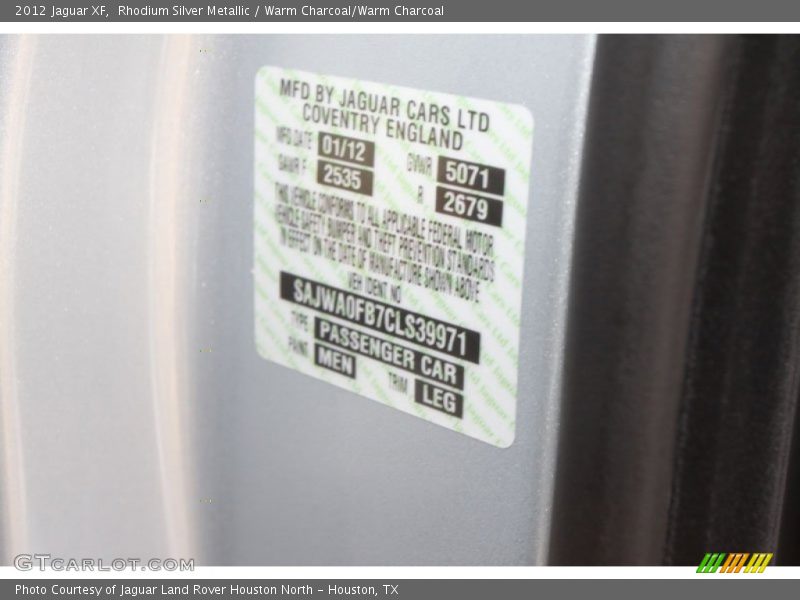 2012 Jaguar XF,  Rhodium Silver Metallic / Warm Charcoal/Warm Charcoal
MFD BY JAGUAR CARS LTD
COVENTRY ENGLAND
MFD DATE 01/12 GVWR 5071
GAWR F 2535 R 2679
THIS VEHICLE CONFORMS TO ALL APPLICABLE FEDERAL MOTOR
VEHICLE SAFETY BUMPER AND THEFT PREVENTION STANDARDS
IN EFFECT ON THE DATE OF MANUFACTURE SHOWN ABOVE
VEH IDENT NO
SAJWA0FB7CLS39971
TYPE PASSENGER CAR
PAINT MEN TRIM LEG
GTCARLOT.COM
Photo Courtesy of Jaguar Land Rover Houston North - Houston, TX